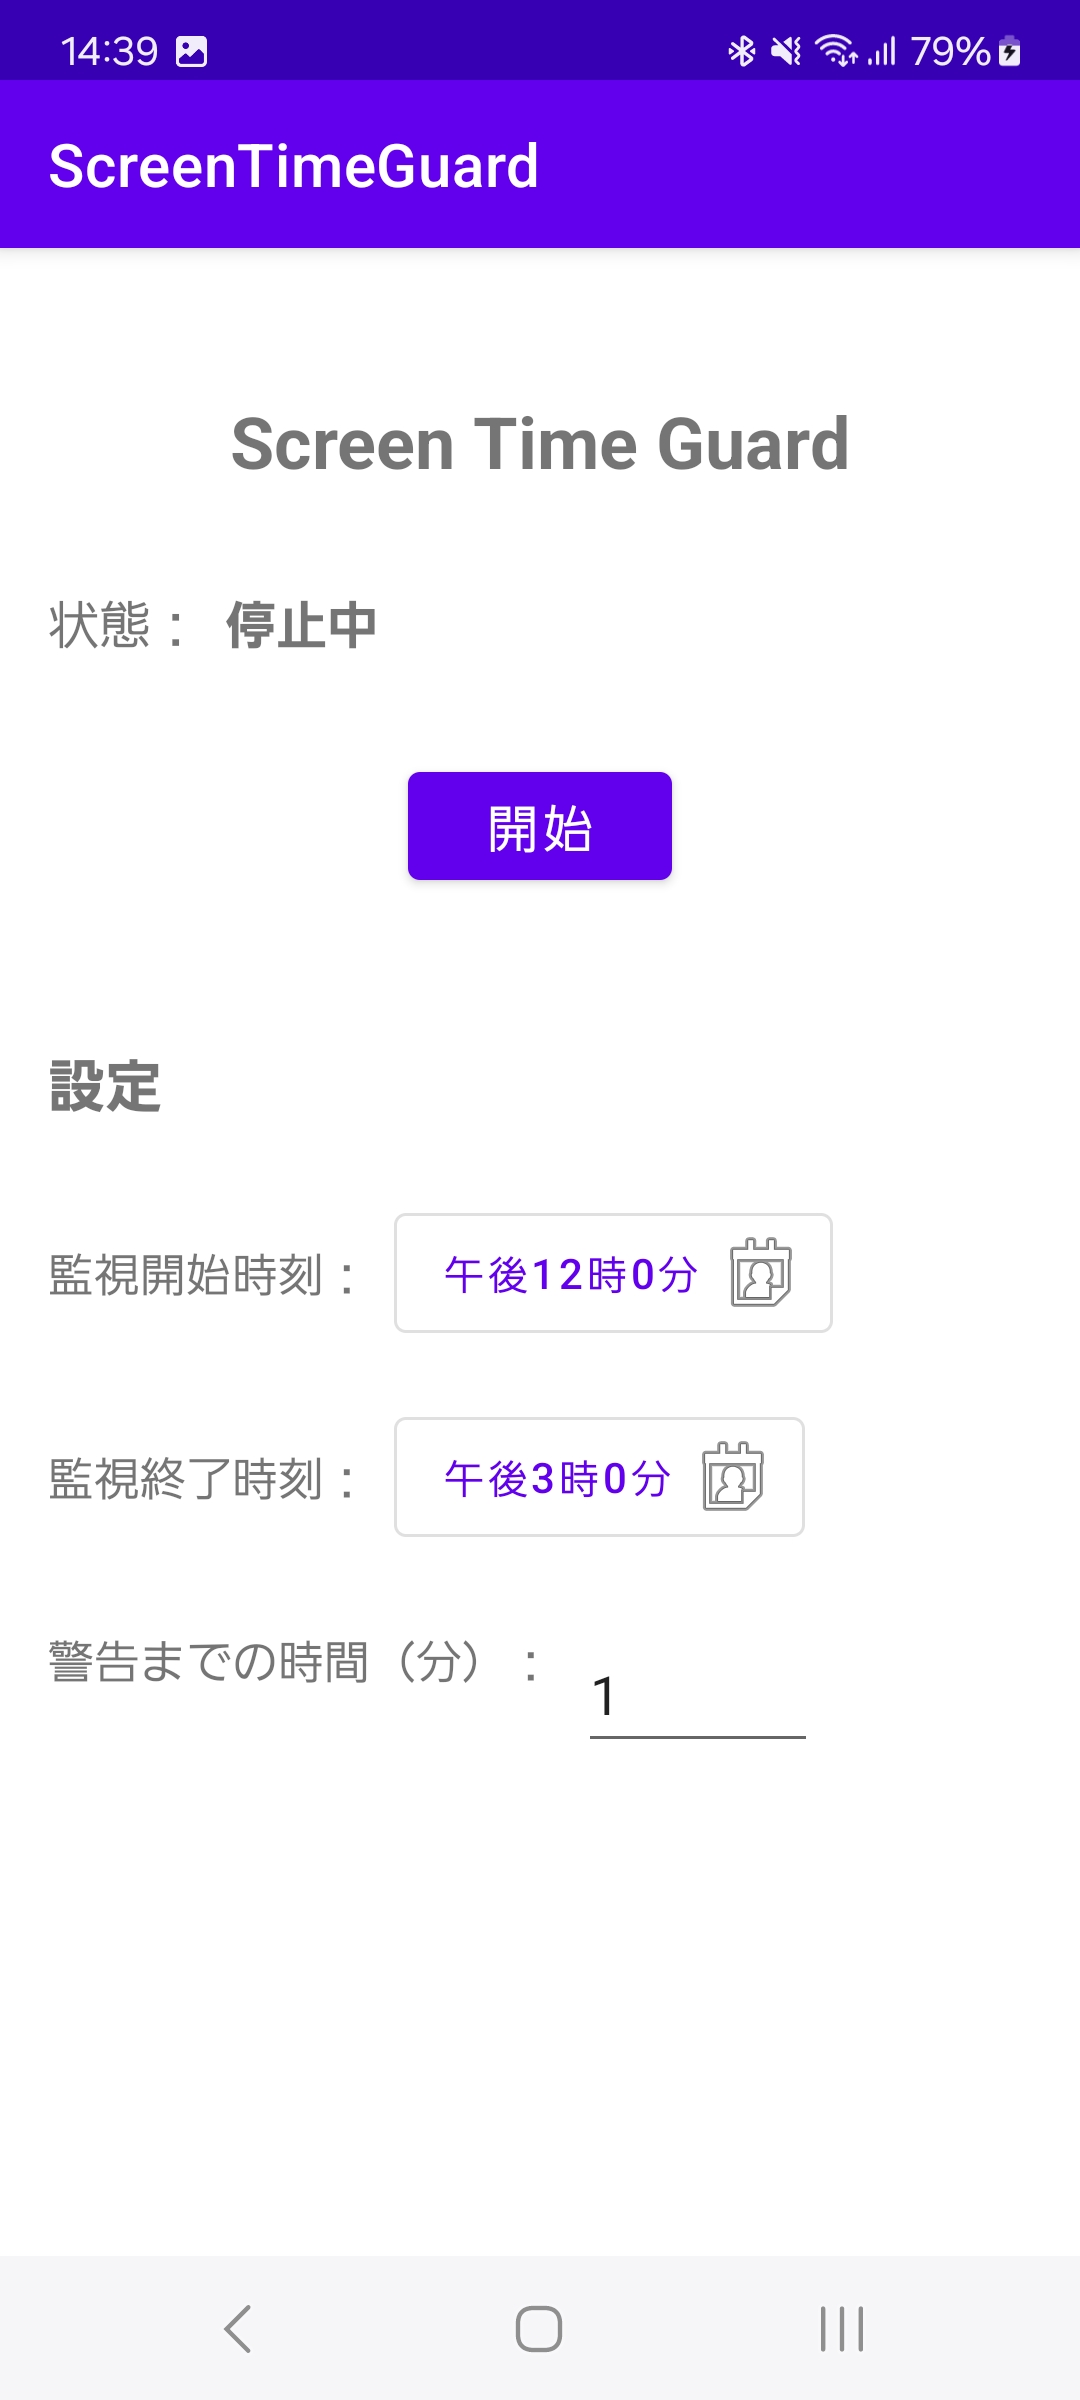 14:39 79%
ScreenTimeGuard
Screen Time Guard
状態： 停止中
開始
設定
監視開始時刻： 午後12時0分
監視終了時刻： 午後3時0分
警告までの時間（分）： 1